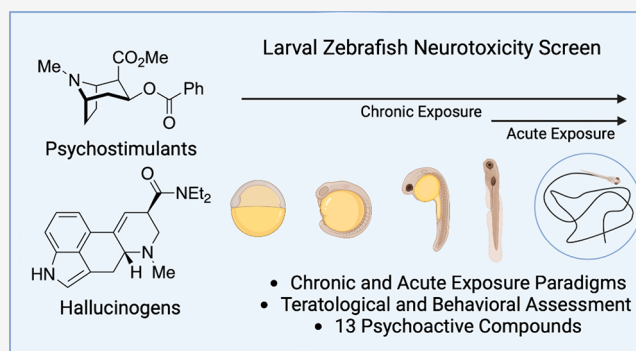 Larval Zebrafish Neurotoxicity Screen
CO₂Me
Me
N
O
Ph
O
Psychostimulants
Chronic Exposure
Acute Exposure
O
NEt₂
N
H
Me
HN
Hallucinogens
• Chronic and Acute Exposure Paradigms
• Teratological and Behavioral Assessment
• 13 Psychoactive Compounds